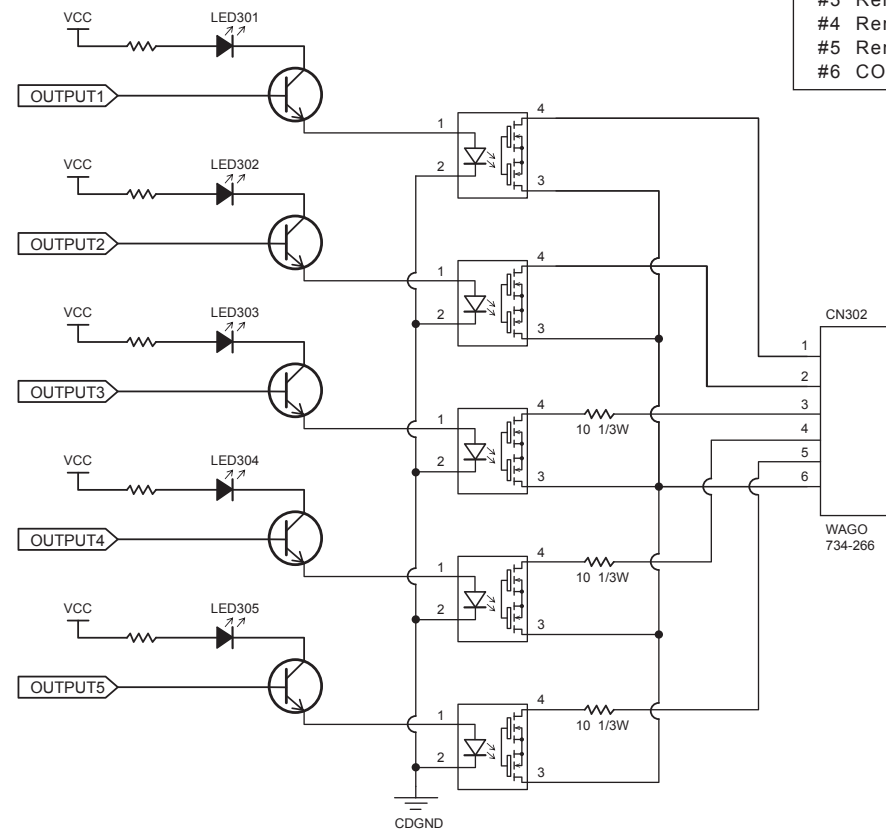 #4
#5
#6 CO
VCC
LED301
OUTPUT1
4
1
2
3
VCC
LED302
OUTPUT2
4
1
2
3
CN302
1
2
3
4
5
6
WAGO
734-266
VCC
LED303
OUTPUT3
4
10 1/3W
1
2
3
VCC
LED304
OUTPUT4
4
10 1/3W
1
2
3
VCC
LED305
OUTPUT5
4
10 1/3W
1
2
3
CDGND